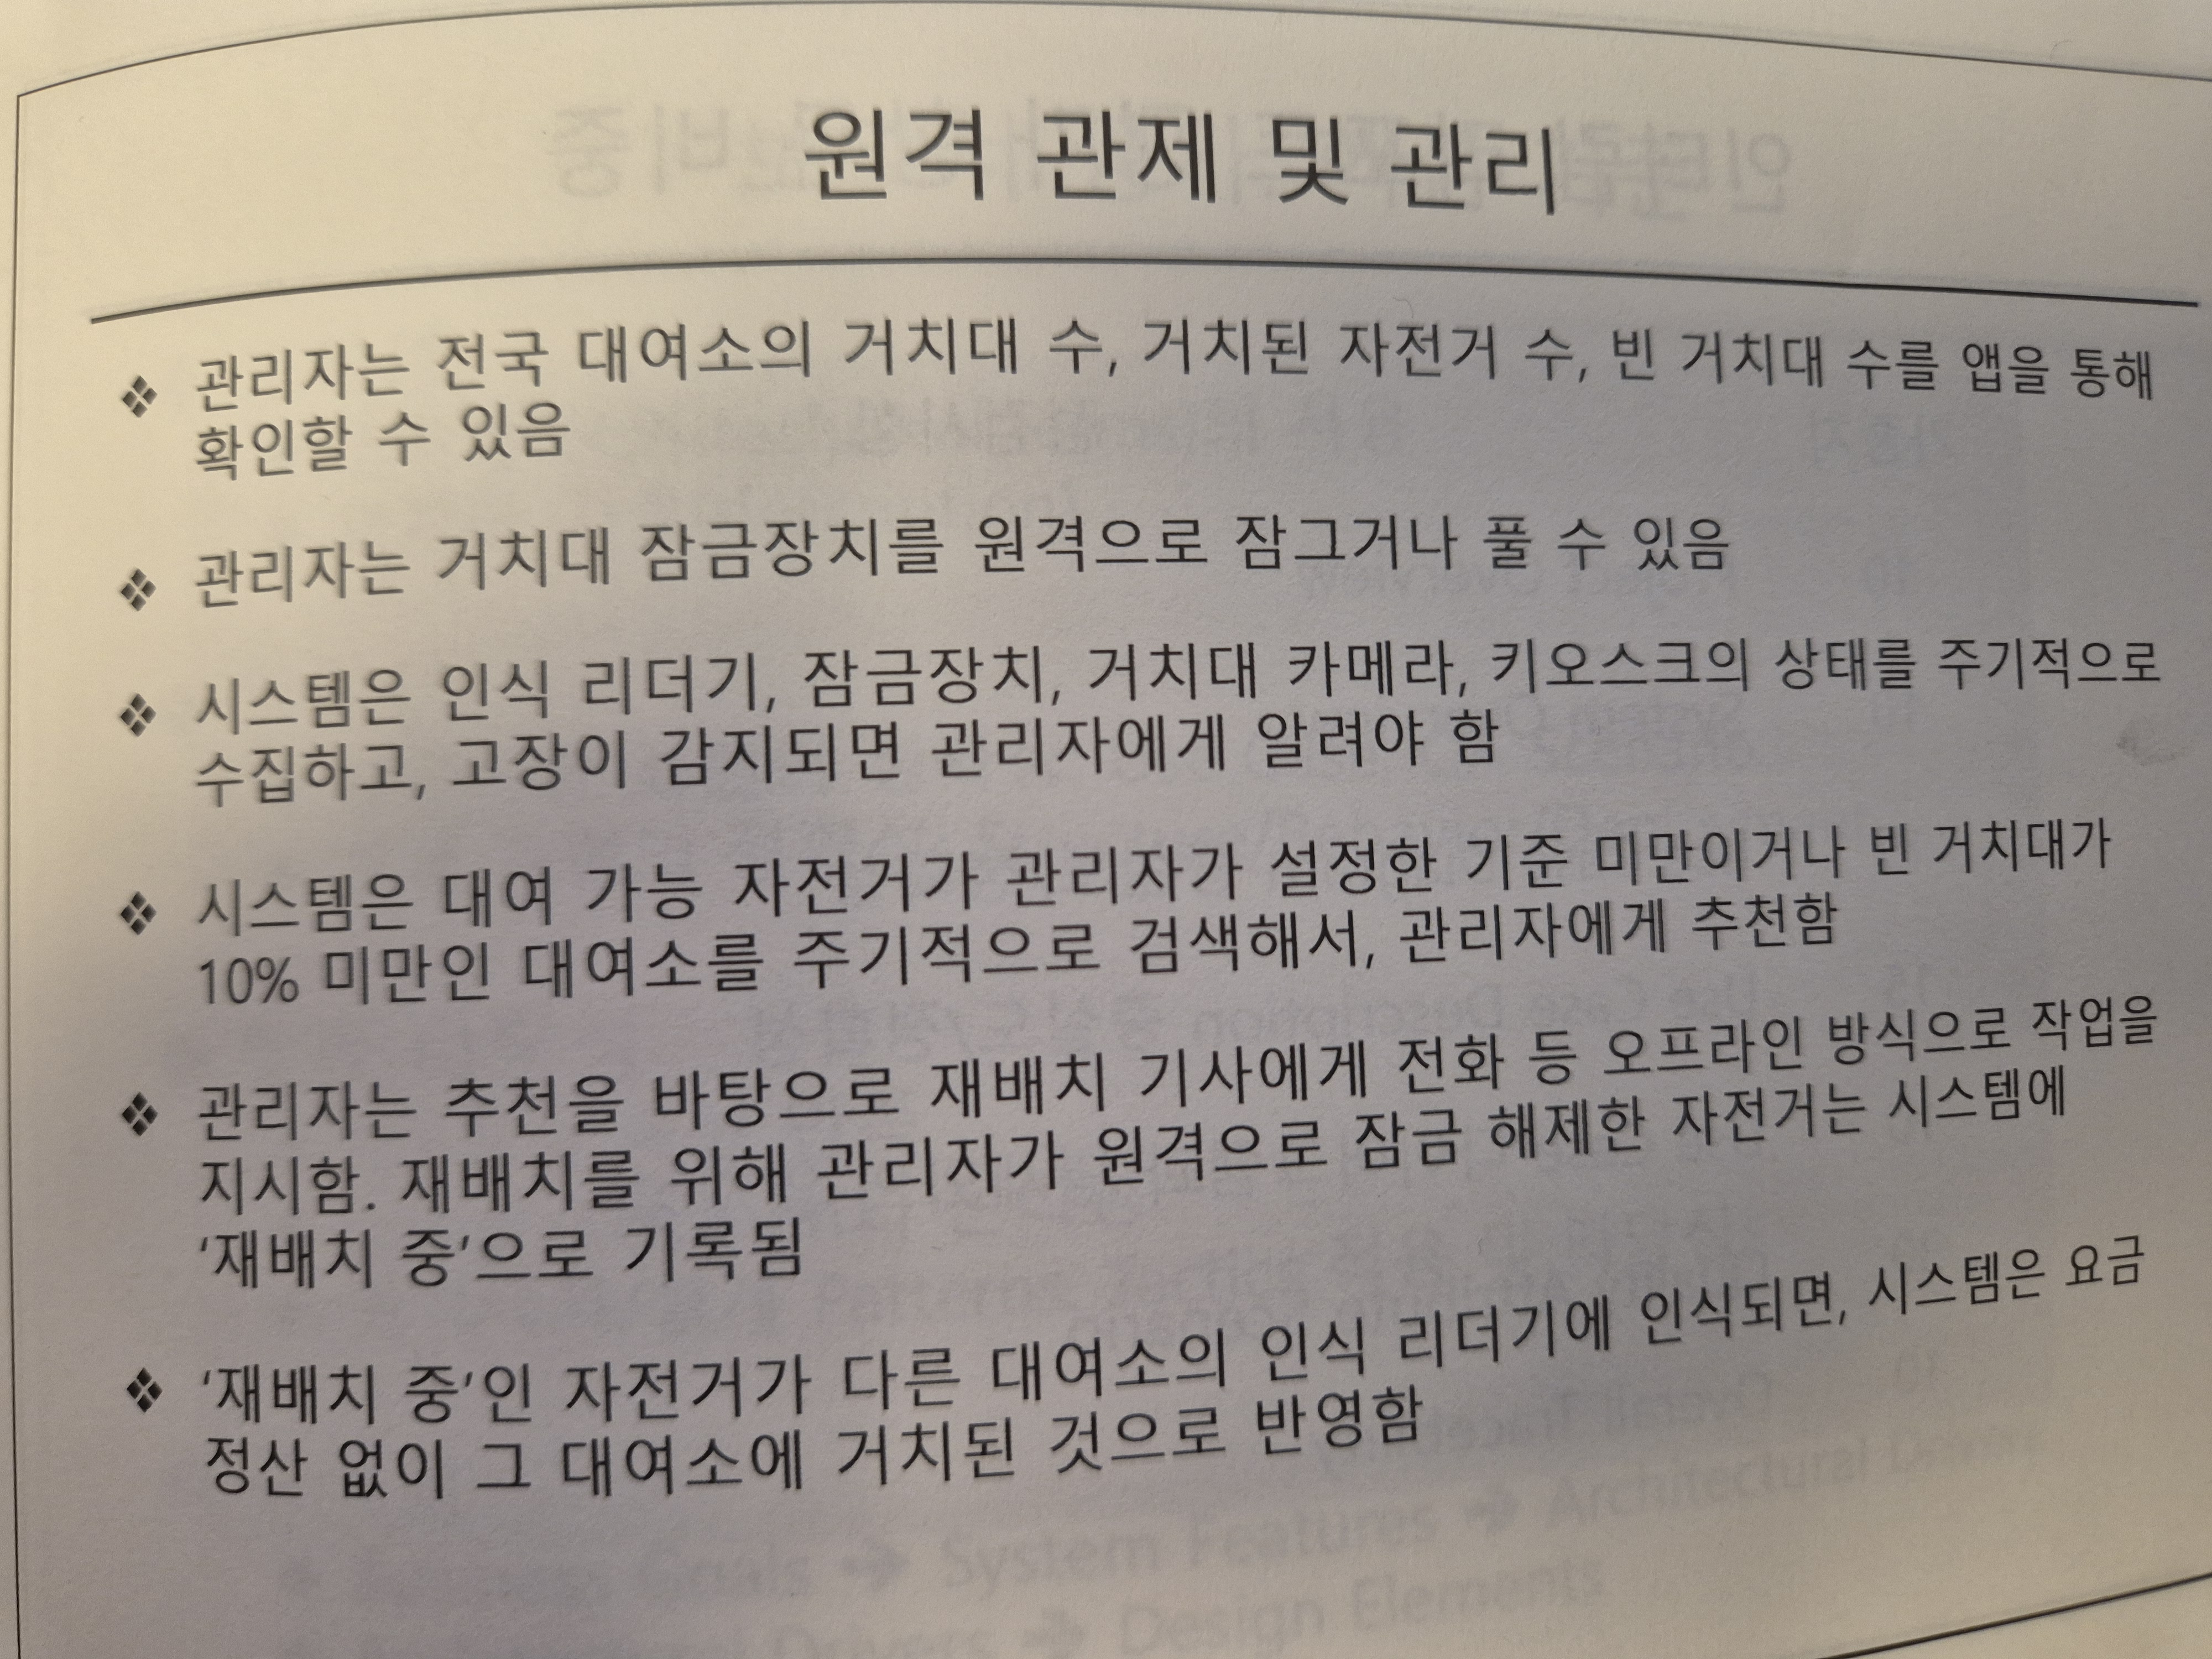 원격 관제 및 관리
❖ 관리자는 전국 대여소의 거치대 수, 거치된 자전거 수, 빈 거치대 수를 앱을 통해
확인할 수 있음
❖ 관리자는 거치대 잠금장치를 원격으로 잠그거나 풀 수 있음
❖ 시스템은 인식 리더기, 잠금장치, 거치대 카메라, 키오스크의 상태를 주기적으로
수집하고, 고장이 감지되면 관리자에게 알려야 함
❖ 시스템은 대여 가능 자전거가 관리자가 설정한 기준 미만이거나 빈 거치대가
10% 미만인 대여소를 주기적으로 검색해서, 관리자에게 추천함
❖ 관리자는 추천을 바탕으로 재배치 기사에게 전화 등 오프라인 방식으로 작업을
지시함. 재배치를 위해 관리자가 원격으로 잠금 해제한 자전거는 시스템에
'재배치 중'으로 기록됨
❖ '재배치 중'인 자전거가 다른 대여소의 인식 리더기에 인식되면, 시스템은 요금
정산 없이 그 대여소에 거치된 것으로 반영함